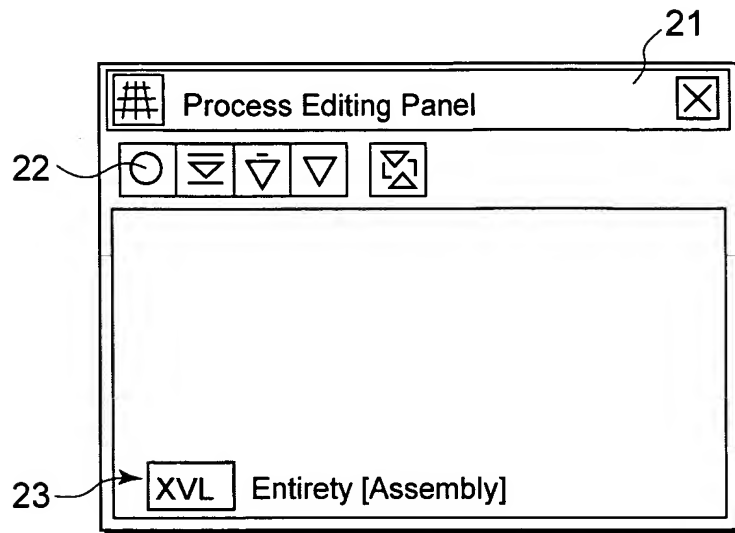 21
Process Editing Panel
22
23 XVL Entirety [Assembly]